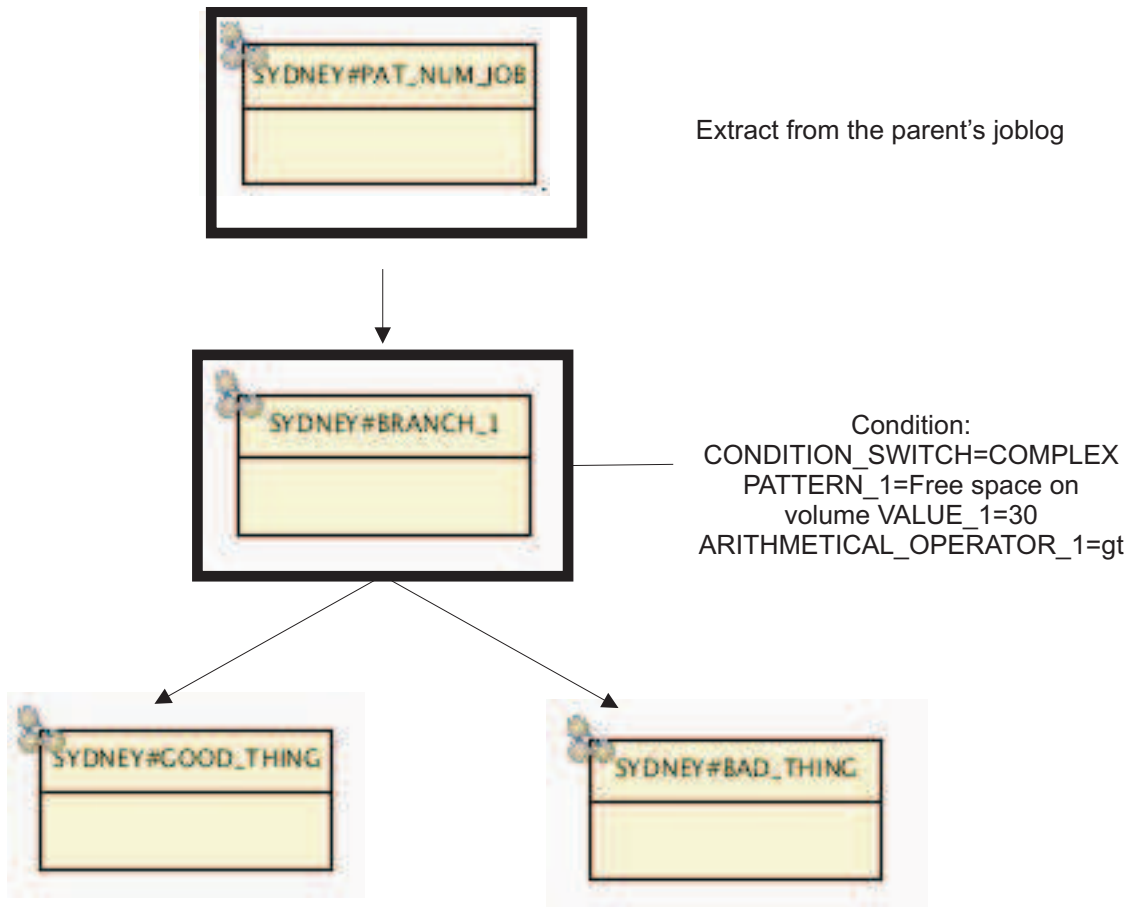 SYDNEY#PAT_NUM_JOB
Extract from the parent's joblog
SYDNEY#BRANCH_1
Condition:
CONDITION_SWITCH=COMPLEX
PATTERN_1=Free space on
volume VALUE_1=30
ARITHMETICAL_OPERATOR_1=gt
SYDNEY#GOOD_THING
SYDNEY#BAD_THING